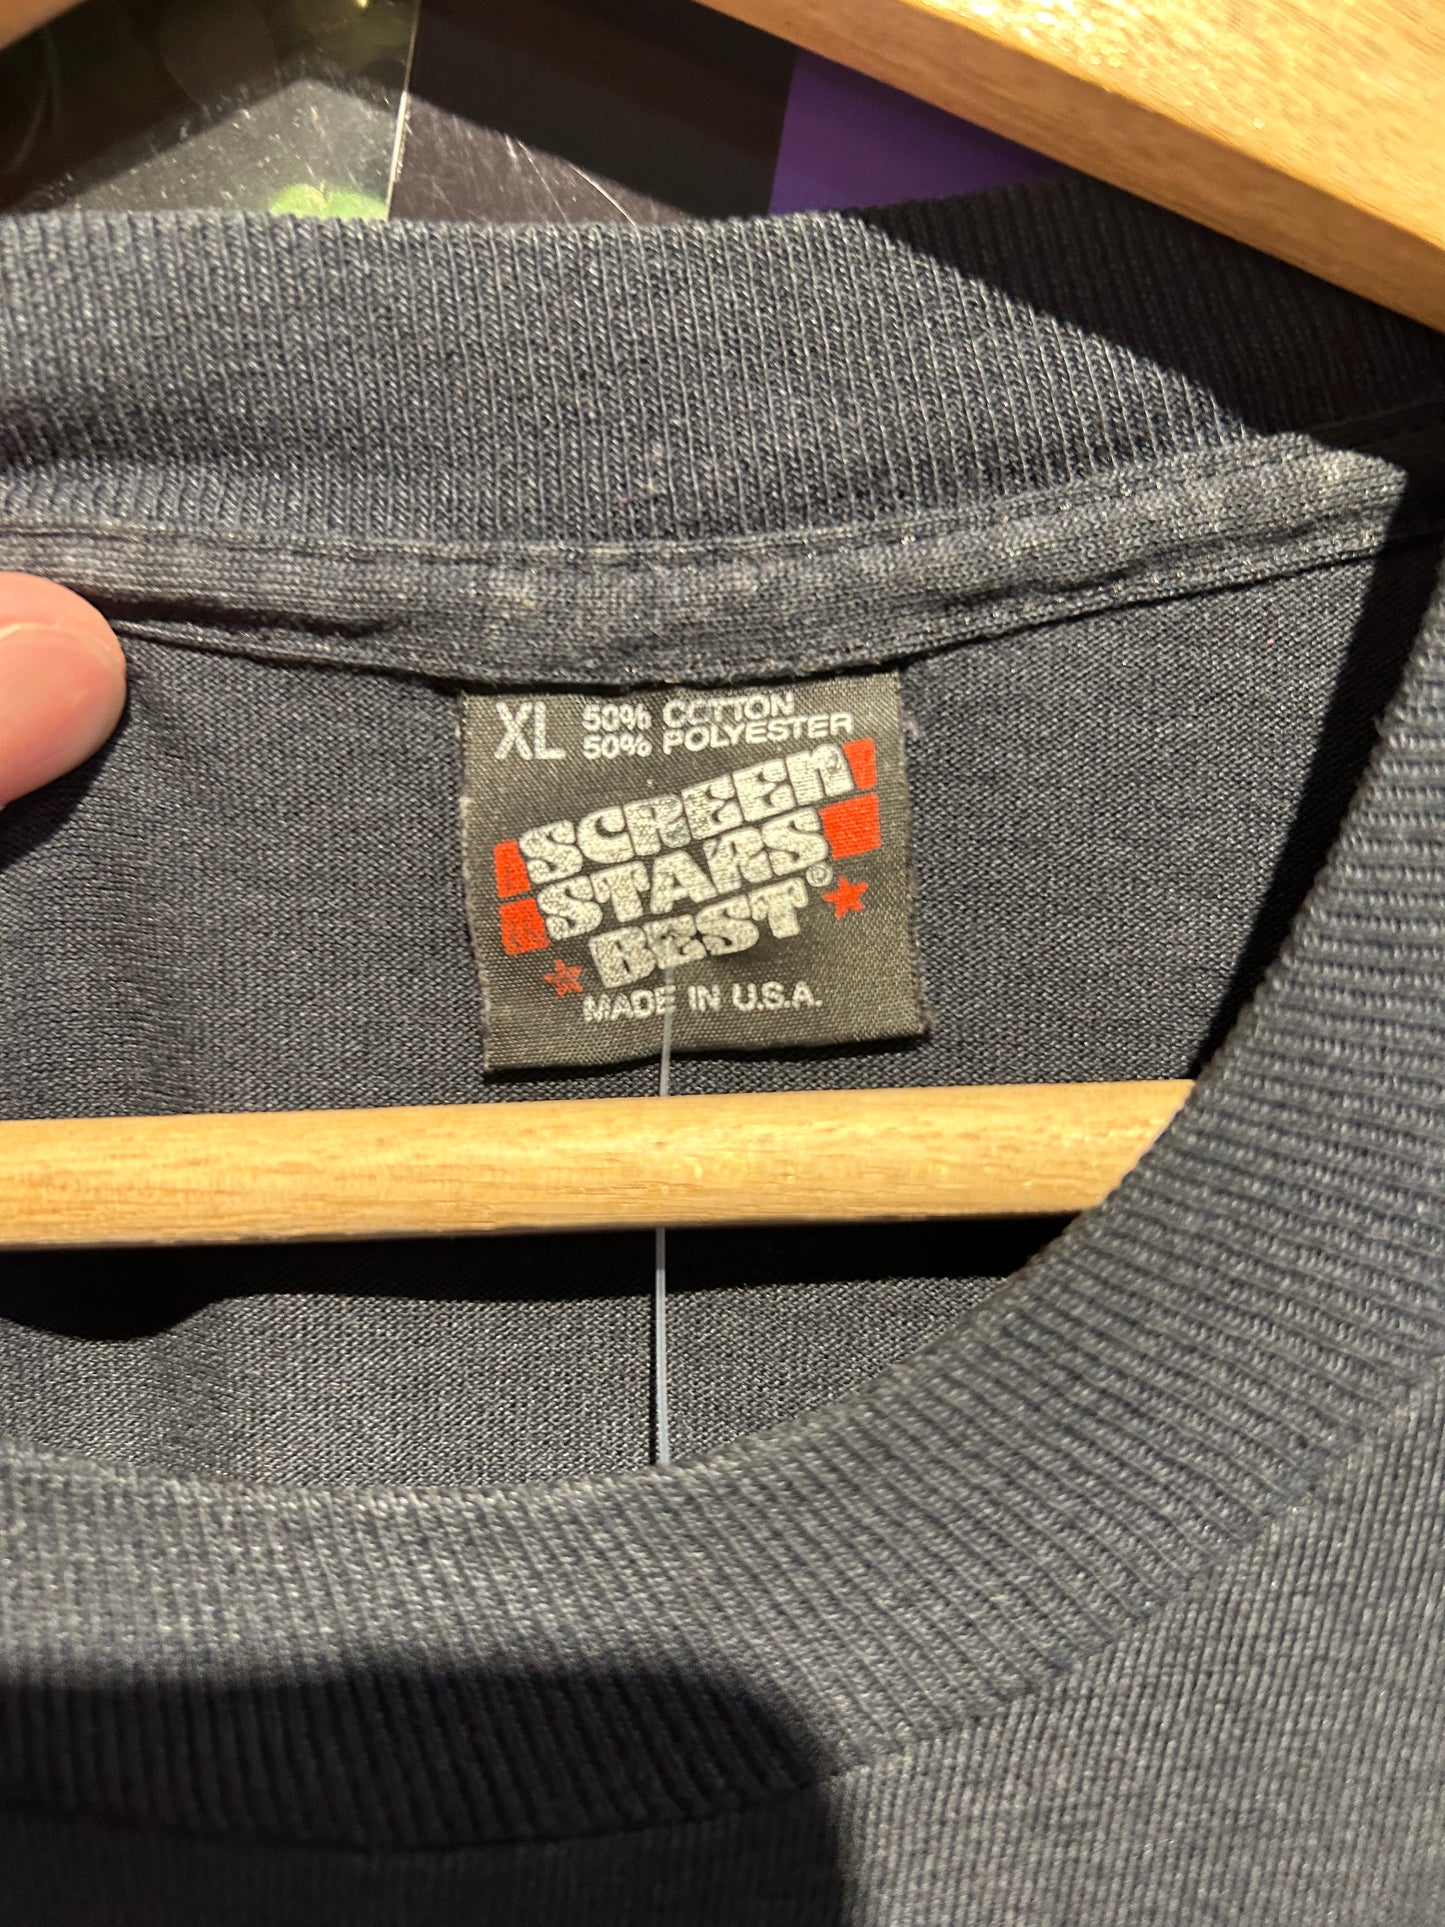 XL 50% COTTON
50% POLYESTER
SCREEN
STARS
BEST®
MADE IN U.S.A.